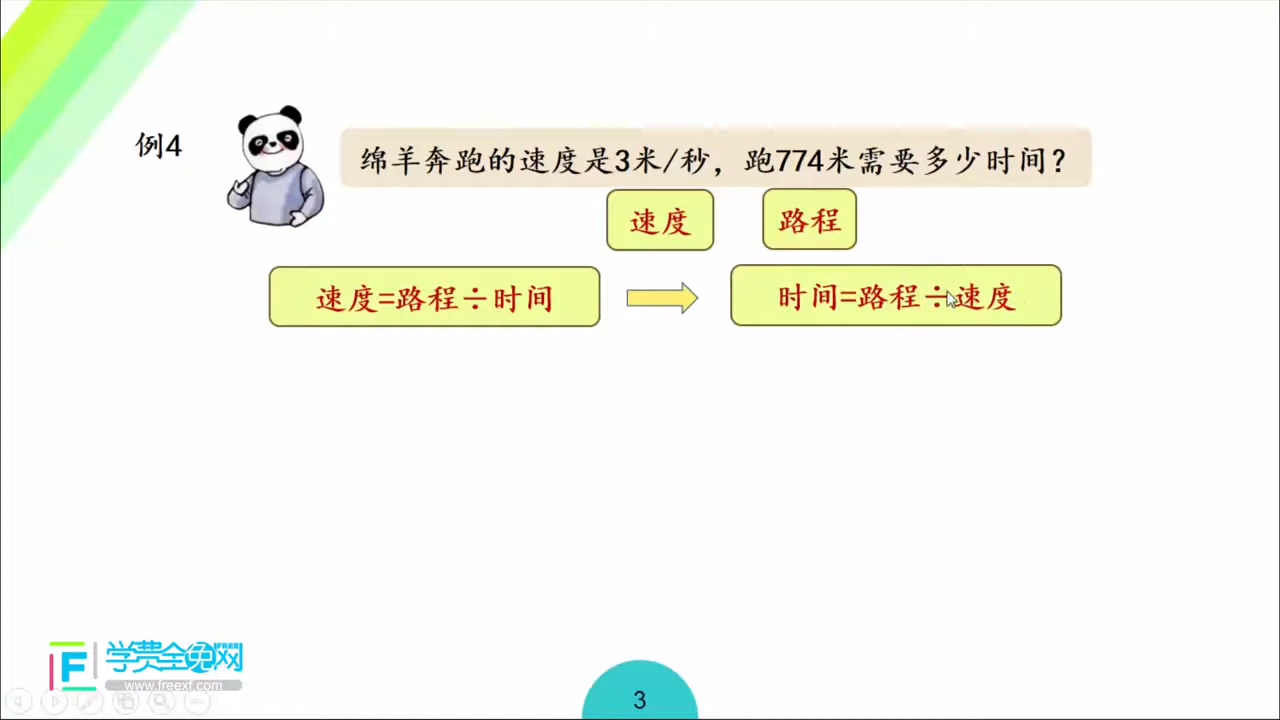 例4
绵羊奔跑的速度是3米/秒，跑774米需要多少时间？
速度 路程
速度=路程÷时间 时间=路程÷速度
学费全免网 FREE
www.freexf.com
3